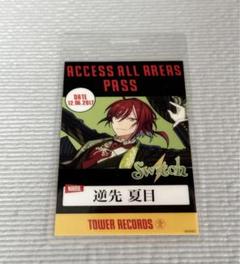 ACCESS ALL AREAS
PASS
DATE
12.06.2017
Switch
NAME
逆先 夏目
TOWER RECORDS